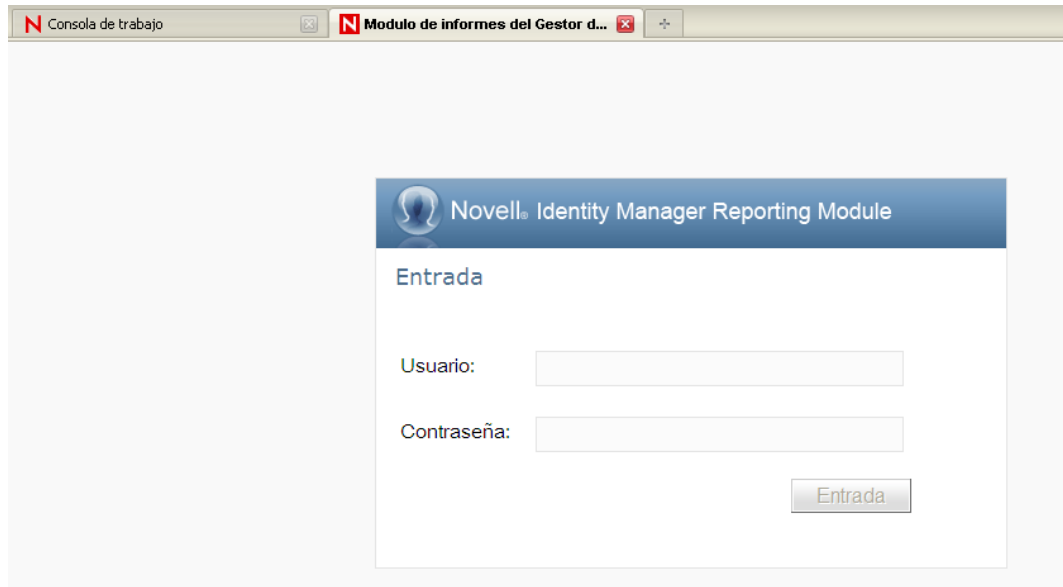 Consola de trabajo
Modulo de informes del Gestor d...
Novell® Identity Manager Reporting Module
Entrada
Usuario:
Contraseña:
Entrada